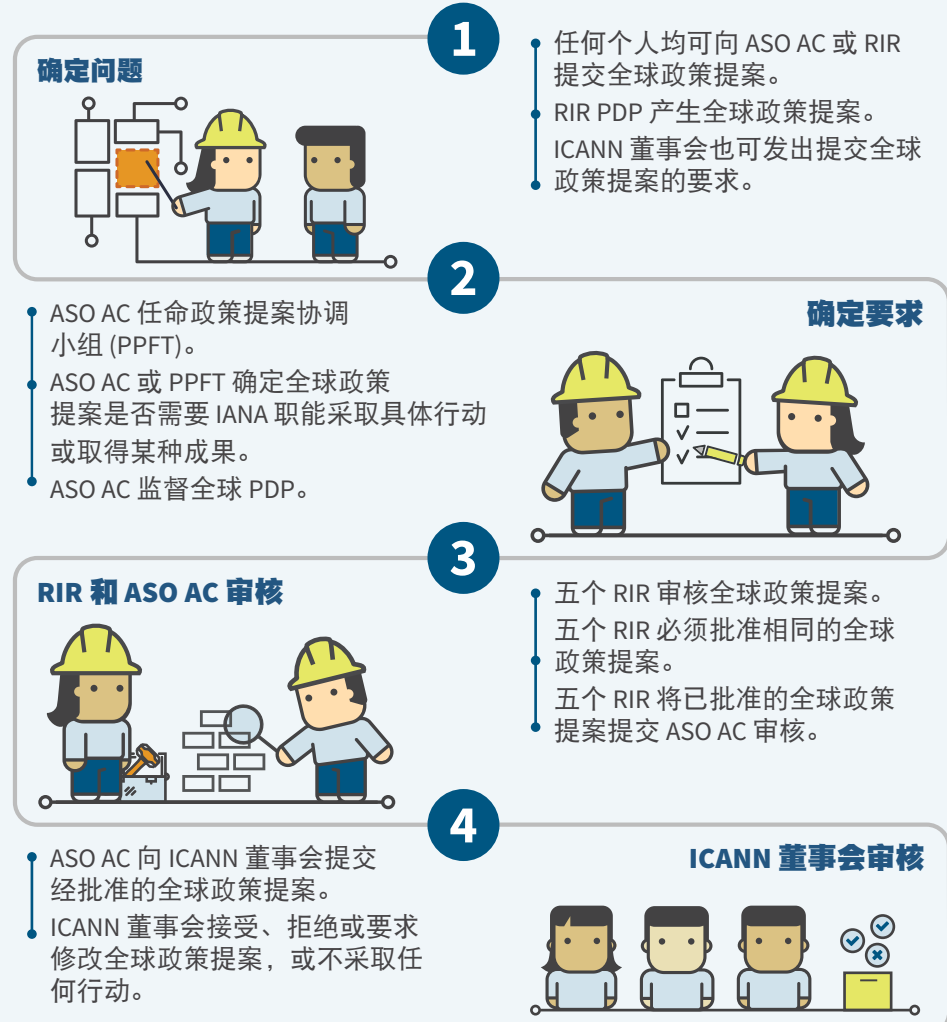 1
确定问题
任何个人均可向 ASO AC 或 RIR
提交全球政策提案。
RIR PDP 产生全球政策提案。
ICANN 董事会也可发出提交全球
政策提案的要求。
2
确定要求
ASO AC 任命政策提案协调
小组 (PPFT)。
ASO AC 或 PPFT 确定全球政策
提案是否需要 IANA 职能采取具体行动
或取得某种成果。
ASO AC 监督全球 PDP。
3
RIR 和 ASO AC 审核
五个 RIR 审核全球政策提案。
五个 RIR 必须批准相同的全球
政策提案。
五个 RIR 将已批准的全球政策
提案提交 ASO AC 审核。
4
ICANN 董事会审核
ASO AC 向 ICANN 董事会提交
经批准的全球政策提案。
ICANN 董事会接受、拒绝或要求
修改全球政策提案，或不采取任
何行动。